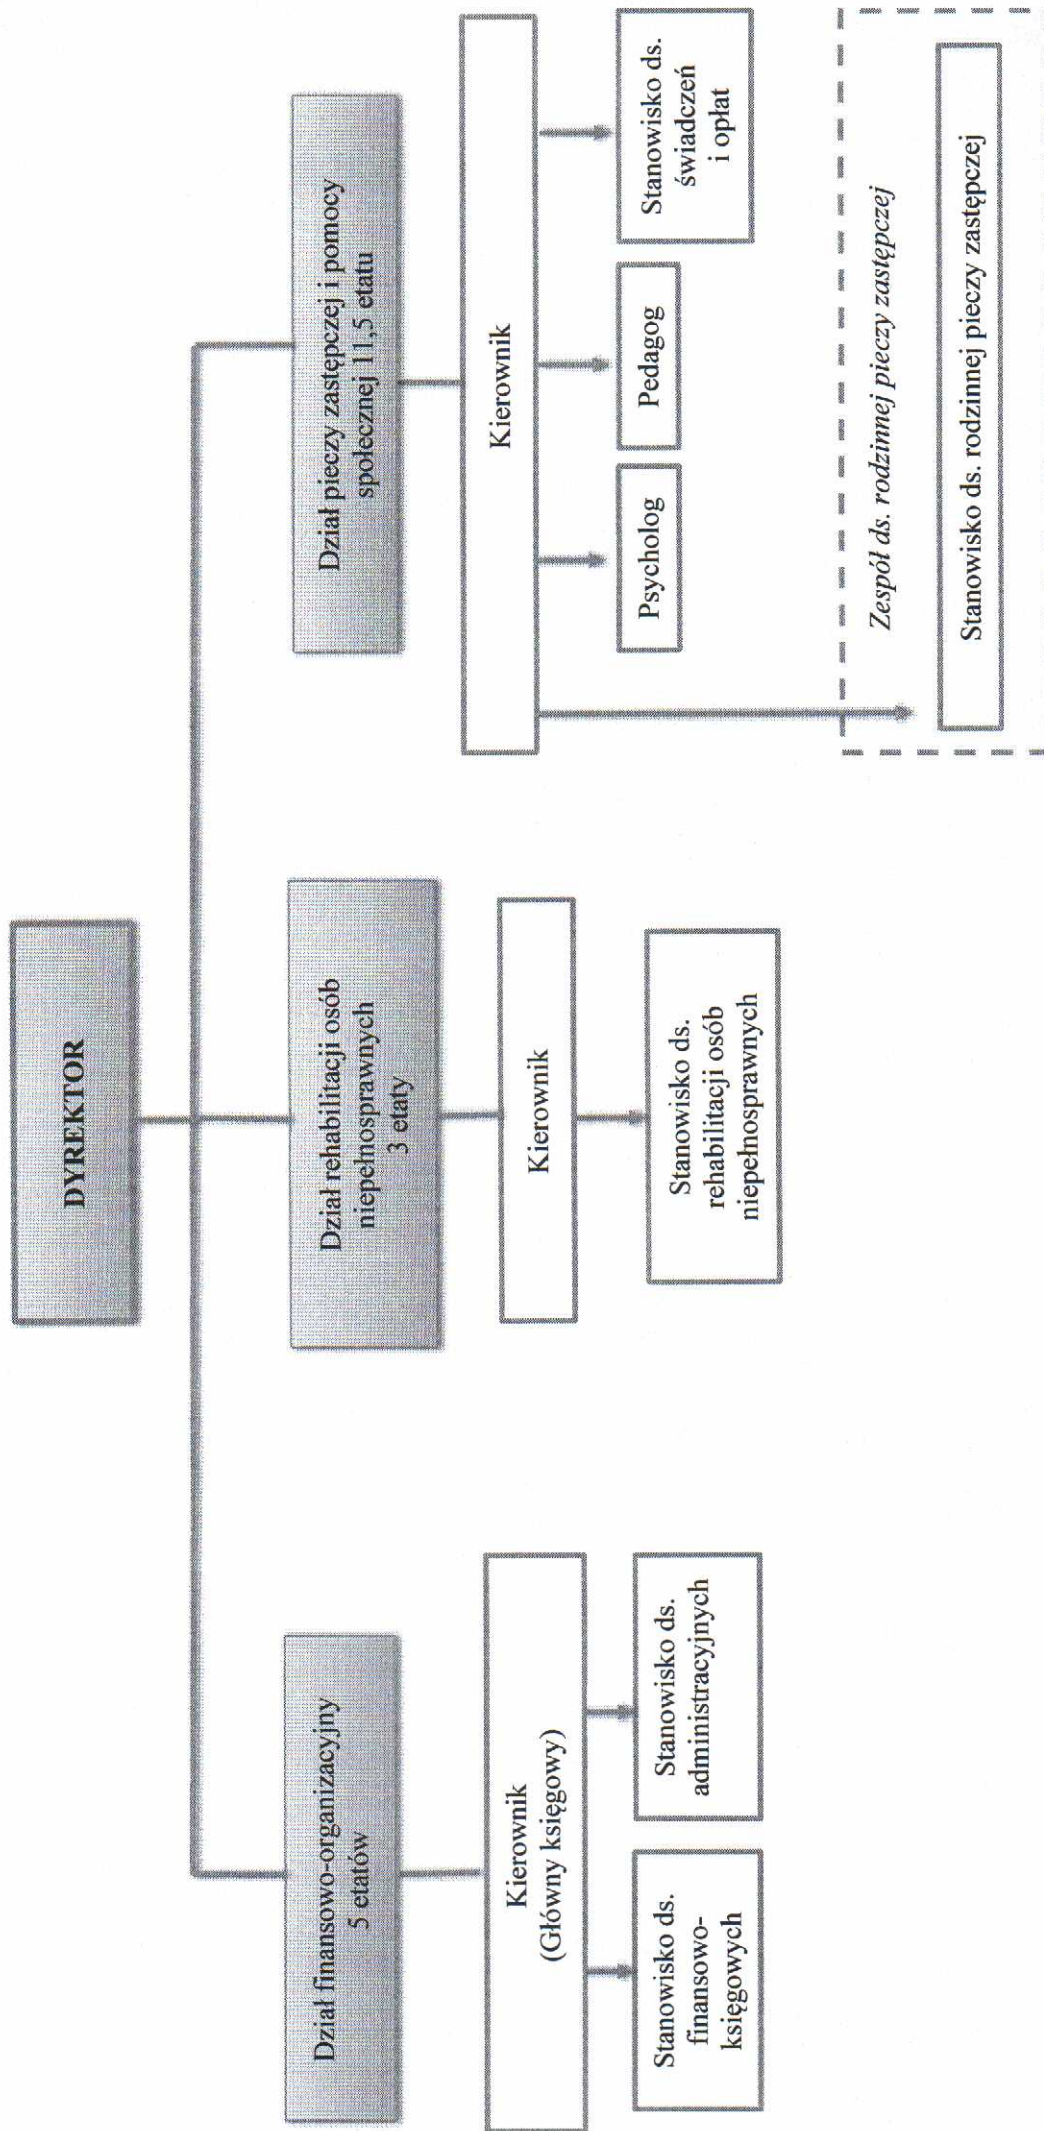 DYREKTOR
Dział finansowo-organizacyjny
5 etatów
Kierownik
(Główny księgowy)
Stanowisko ds.
finansowo-
księgowych
Stanowisko ds.
administracyjnych
Dział rehabilitacji osób
niepełnosprawnych
3 etaty
Kierownik
Stanowisko ds.
rehabilitacji osób
niepełnosprawnych
Dział pieczy zastępczej i pomocy
społecznej 11,5 etatu
Kierownik
Psycholog
Pedagog
Stanowisko ds.
świadczeń
i opłat
Zespół ds. rodzinnej pieczy zastępczej
Stanowisko ds. rodzinnej pieczy zastępczej